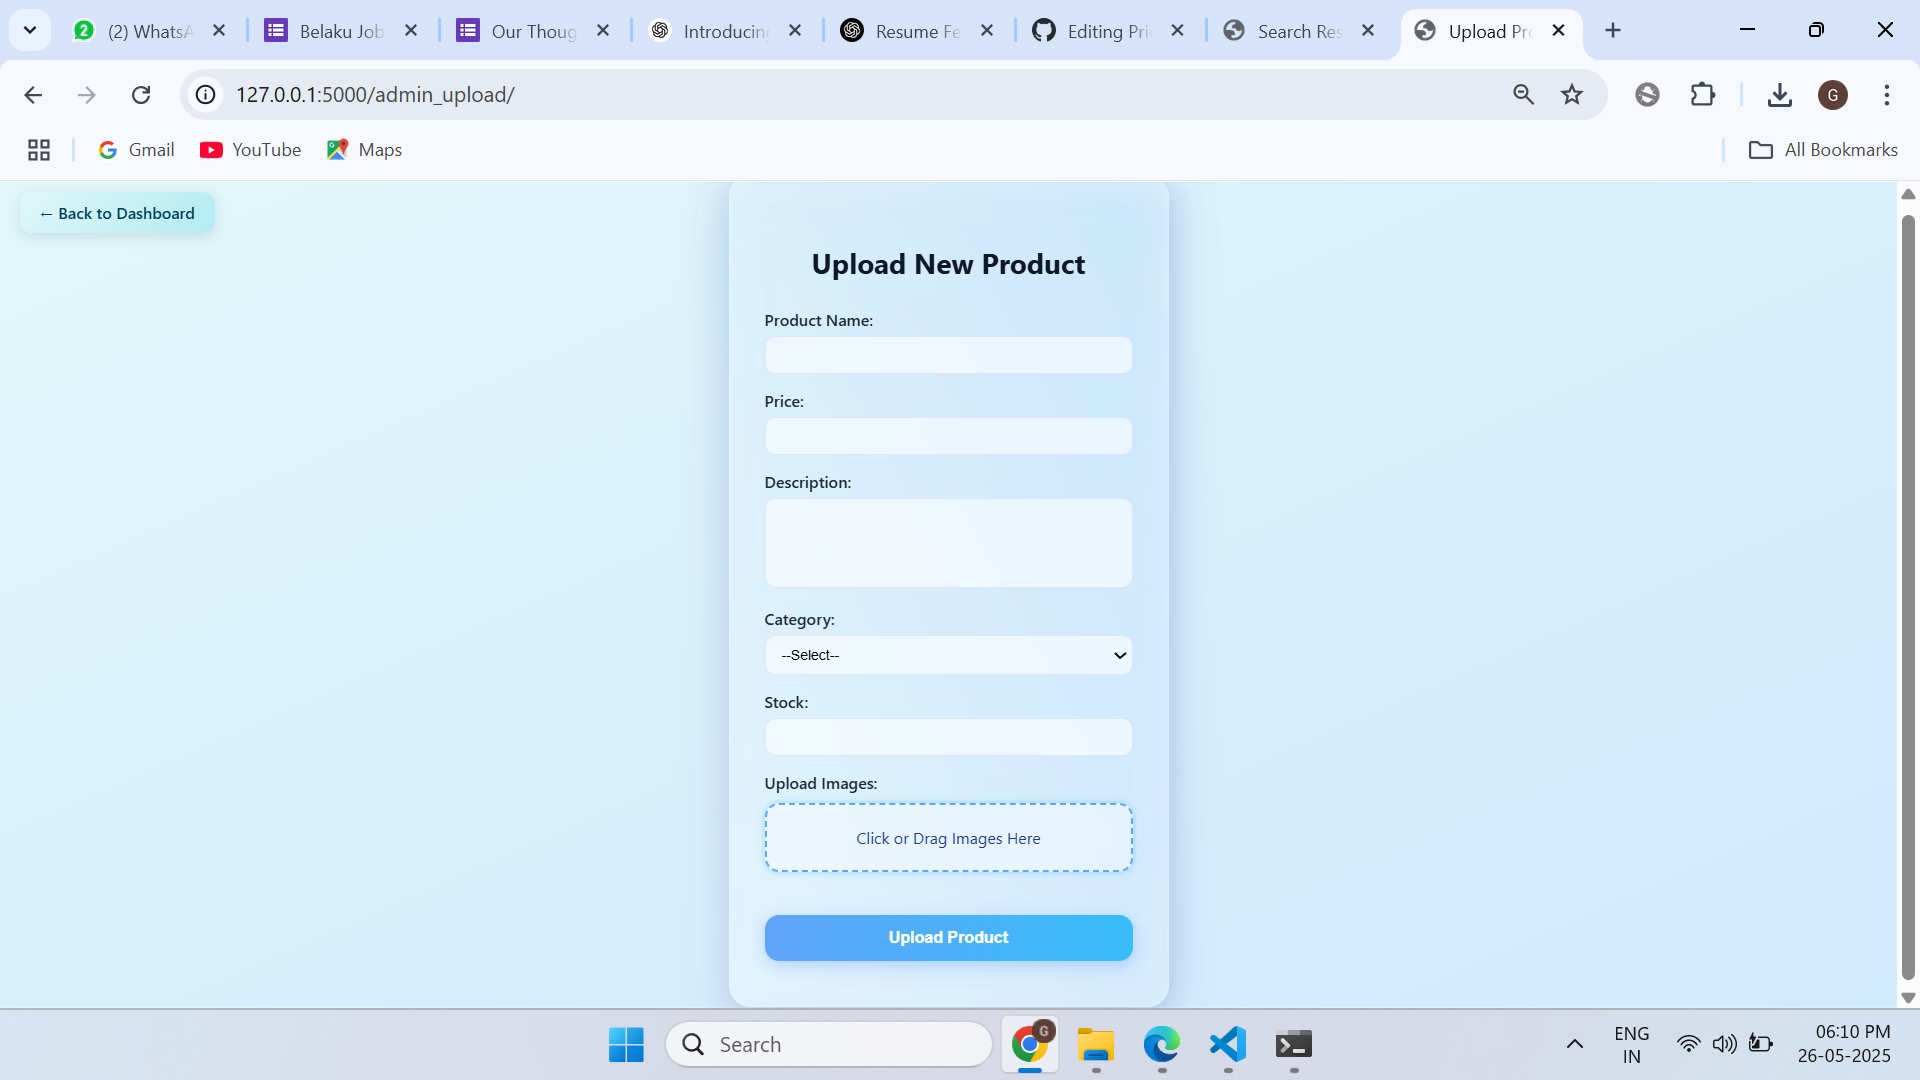 (2) WhatsA
Belaku Job
Our Thoug
Introducing
Resume Fe
Editing Pri
Search Res
Upload Pro
127.0.0.1:5000/admin_upload/
G
Gmail
YouTube
Maps
All Bookmarks
← Back to Dashboard
Upload New Product
Product Name:
Price:
Description:
Category:
--Select--
Stock:
Upload Images:
Click or Drag Images Here
Upload Product
Search
G
ENG
IN
06:10 PM
26-05-2025